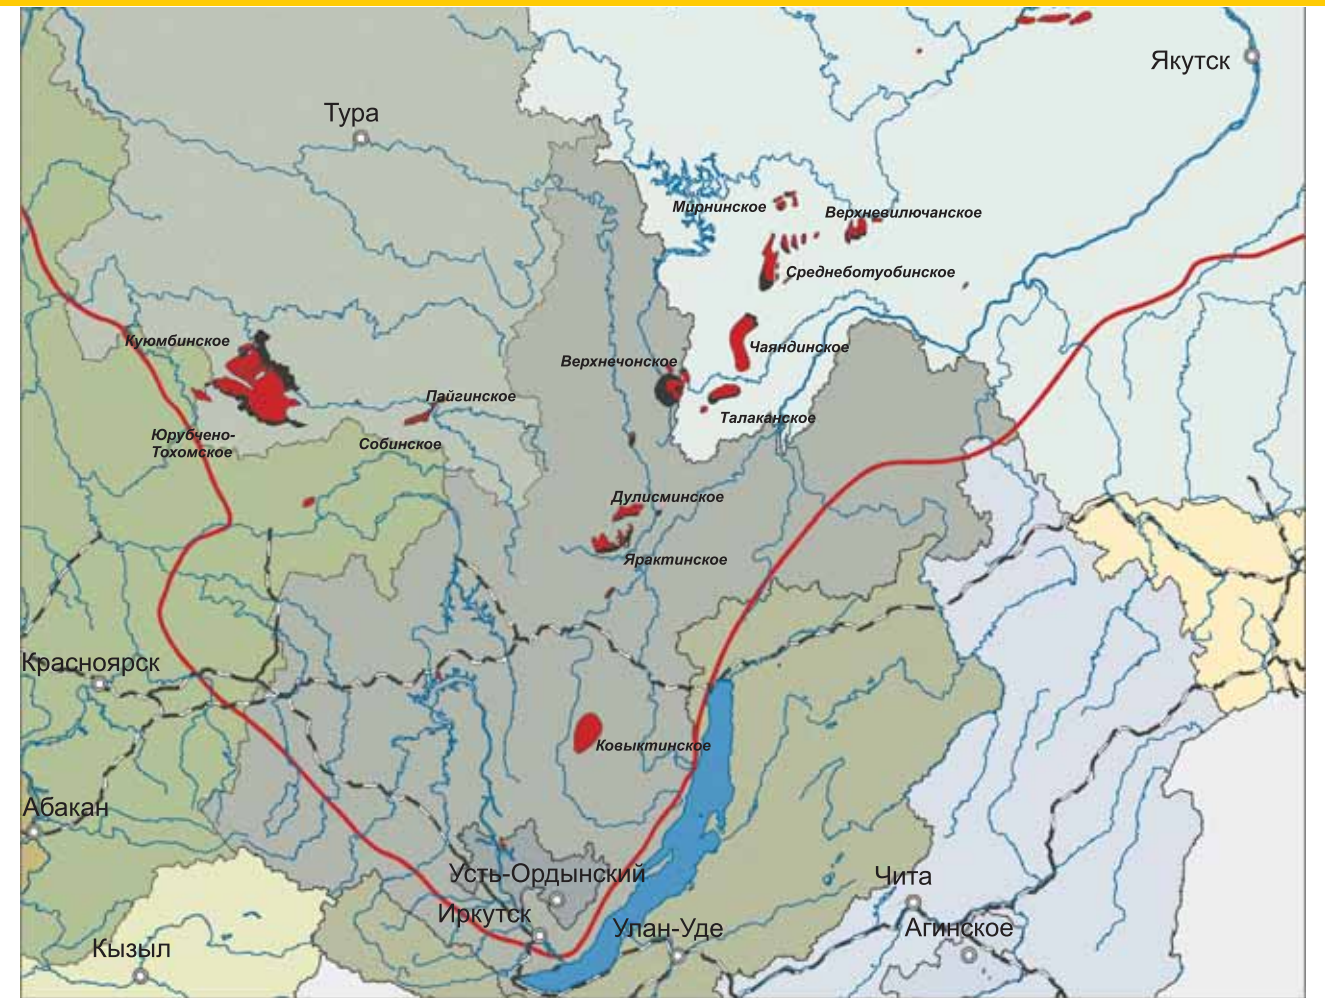 Якутск
Тура
Мирнинское
Верхневилючанское
Среднеботуобинское
Куюмбинское
Чаяндинское
Верхнечонское
Пайгинское
Талаканское
Юрубчено-
Тохомское
Собинское
Дулисминское
Ярактинское
Красноярск
Ковыктинское
Абакан
Усть-Ордынский
Чита
Иркутск
Улан-Уде
Агинское
Кызыл